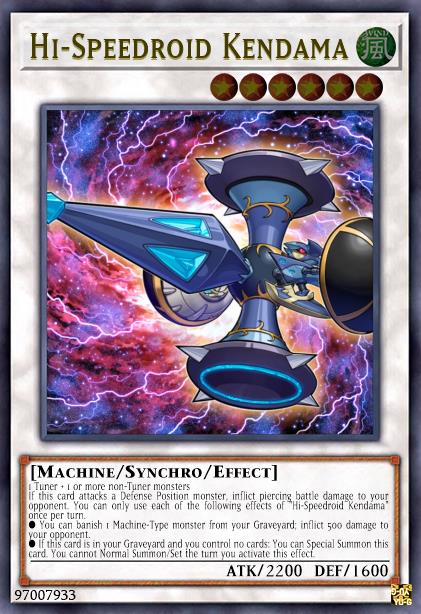 HI-SPEEDROID KENDAMA
WIND
風
[MACHINE/SYNCHRO/EFFECT]
1 Tuner + 1 or more non-Tuner monsters
If this card attacks a Defense Position monster, inflict piercing battle damage to your
opponent. You can only use each of the following effects of "Hi-Speedroid Kendama"
once per turn.
● You can banish 1 Machine-Type monster from your Graveyard; inflict 500 damage to
your opponent.
● If this card is in your Graveyard and you control no cards: You can Special Summon this
card. You cannot Normal Summon/Set the turn you activate this effect.
ATK/2200 DEF/1600
97007933